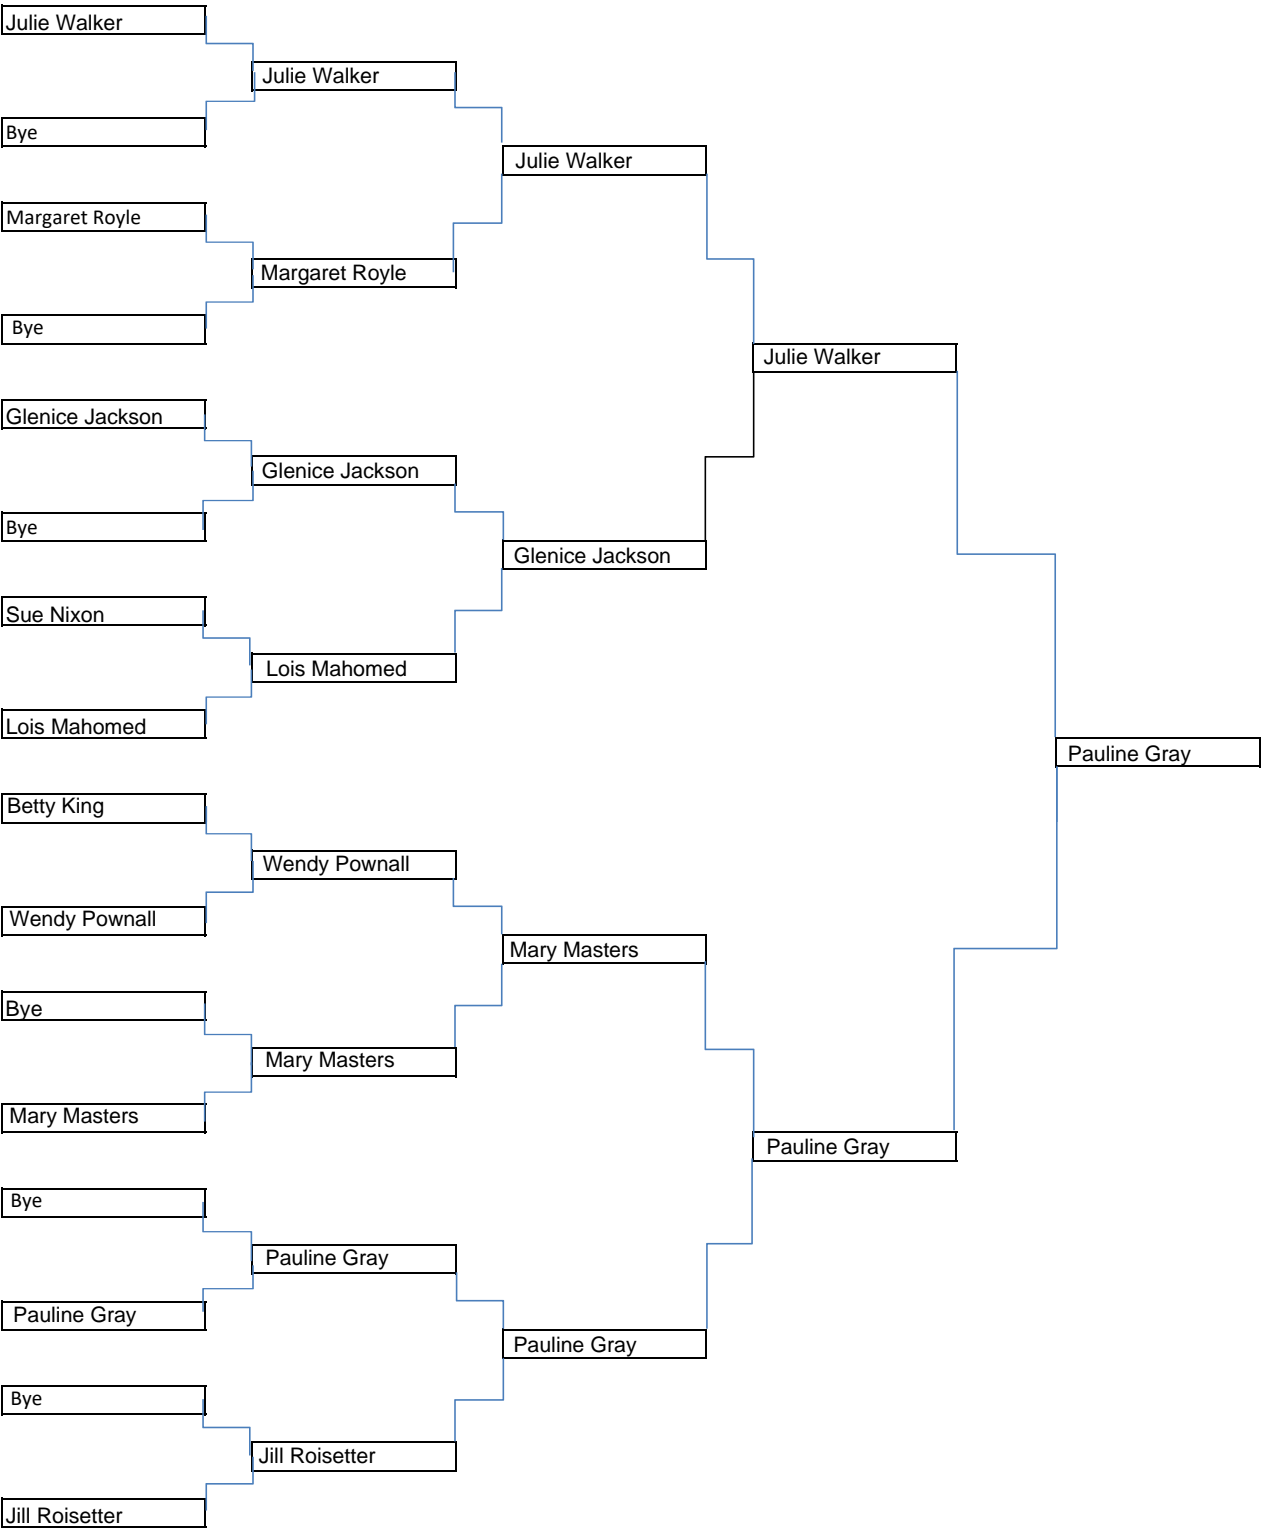 Julie Walker
Bye
Margaret Royle
Bye
Glenice Jackson
Bye
Sue Nixon
Lois Mahomed
Betty King
Wendy Pownall
Bye
Mary Masters
Bye
Pauline Gray
Bye
Jill Roisetter
Julie Walker
Margaret Royle
Glenice Jackson
Lois Mahomed
Wendy Pownall
Mary Masters
Pauline Gray
Jill Roisetter
Julie Walker
Glenice Jackson
Mary Masters
Pauline Gray
Julie Walker
Pauline Gray
Pauline Gray